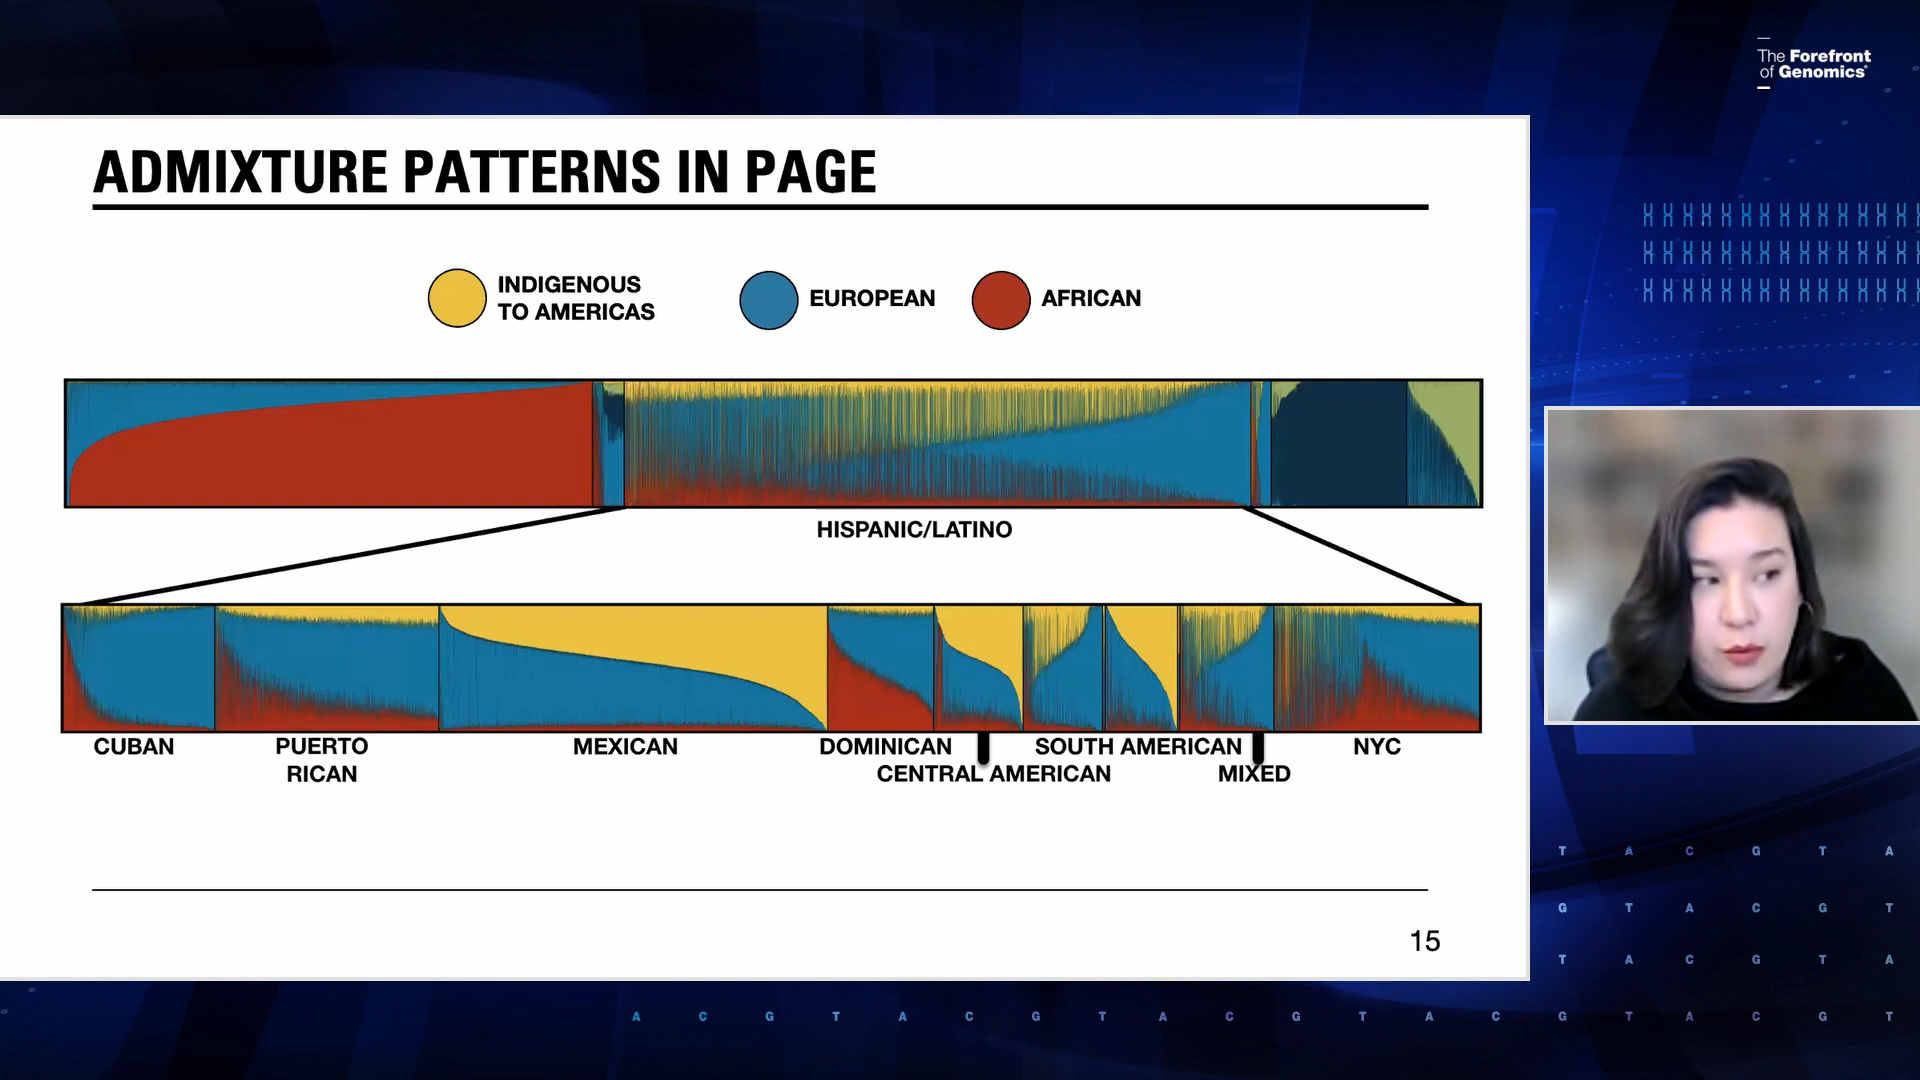 The Forefront
of Genomics®
ADMIXTURE PATTERNS IN PAGE
INDIGENOUS
TO AMERICAS
EUROPEAN
AFRICAN
HISPANIC/LATINO
CUBAN
PUERTO
RICAN
MEXICAN
DOMINICAN
CENTRAL AMERICAN
SOUTH AMERICAN
MIXED
NYC
15
T A C G T A
G T A C G T
T A C G T A
A C G T A C G T A C G T A C G T A C G T